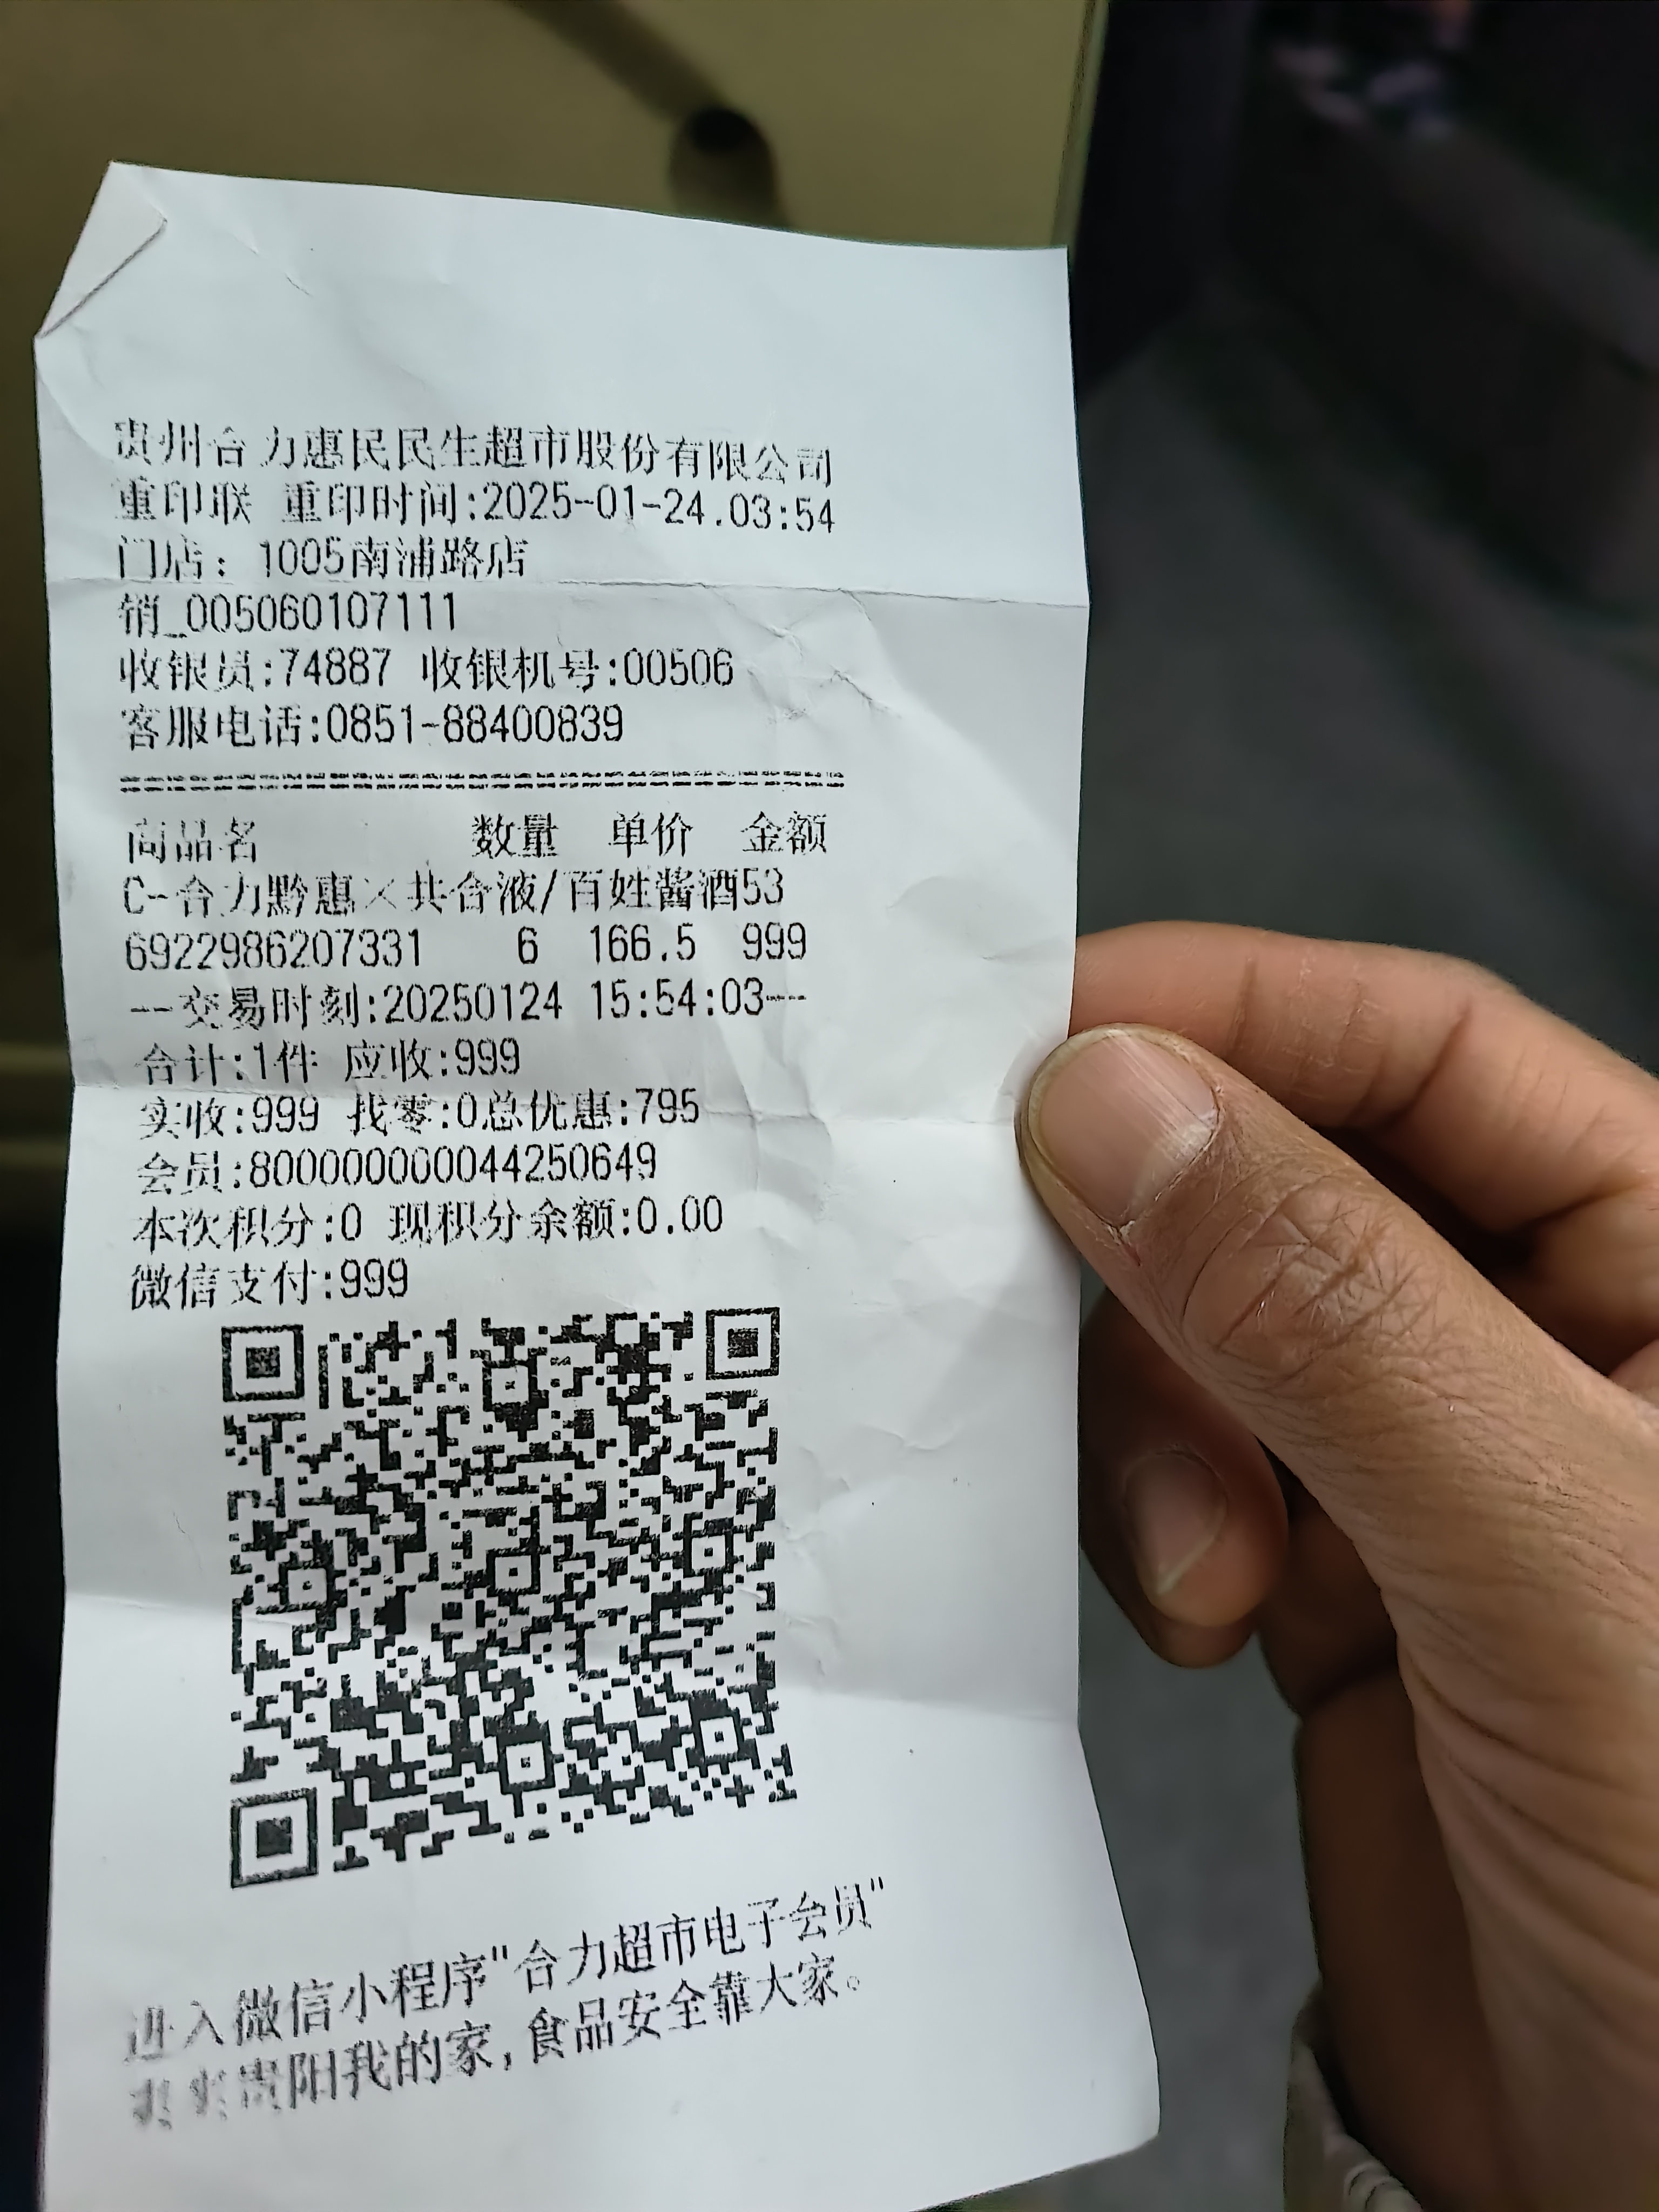 贵州合力惠民民生超市股份有限公司
重印联 重印时间:2025-01-24.03:54
门店: 1005南浦路店
销_005060107111
收银员:74887 收银机号:00506
客服电话:0851-88400839
商品名 数量 单价 金额
C-合力黔惠×共合液/百姓酱酒53
6922986207331 6 166.5 999
--交易时刻:20250124 15:54:03--
合计:1件 应收:999
实收:999 找零:0总优惠:795
会员:8000000000044250649
本次积分:0 现积分余额:0.00
微信支付:999
进入微信小程序"合力超市电子会员"
爽爽贵阳我的家,食品安全靠大家。